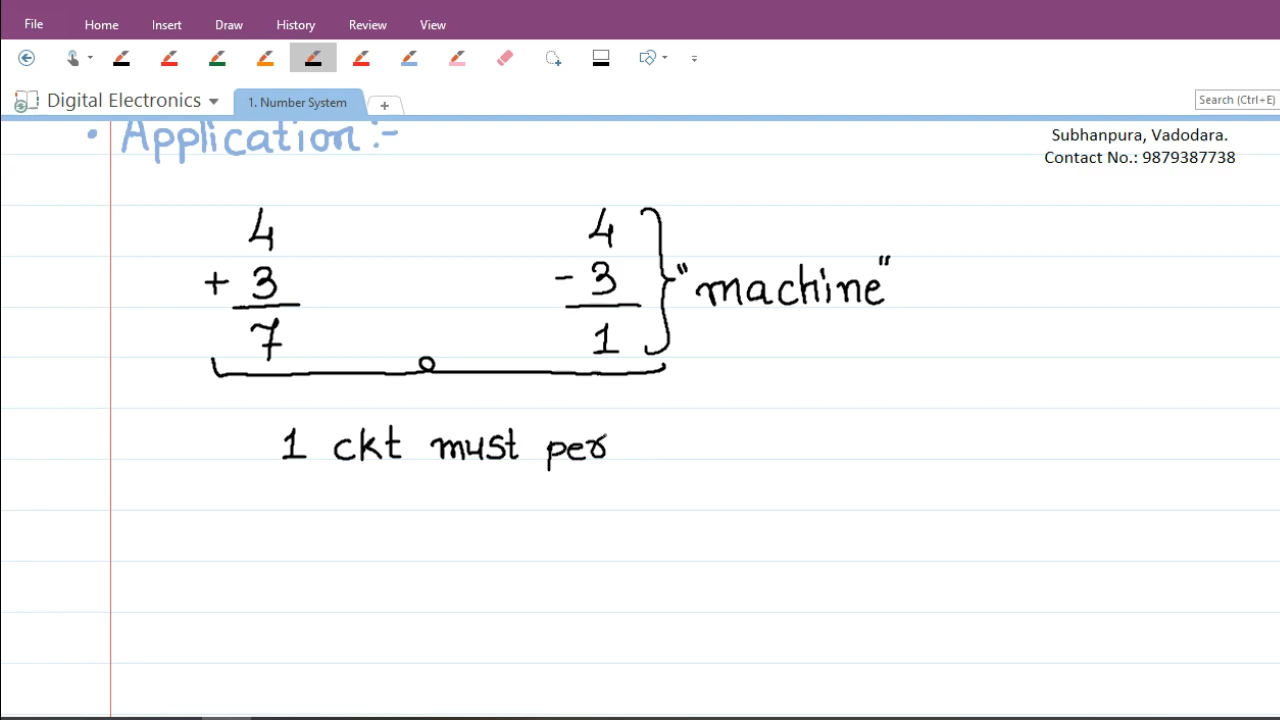 File Home Insert Draw History Review View
Digital Electronics 1. Number System + Search (Ctrl+E)
• Application :-
Subhanpura, Vadodara.
Contact No.: 9879387738
4 4
+ 3 - 3 "machine"
7 1
1 ckt must per